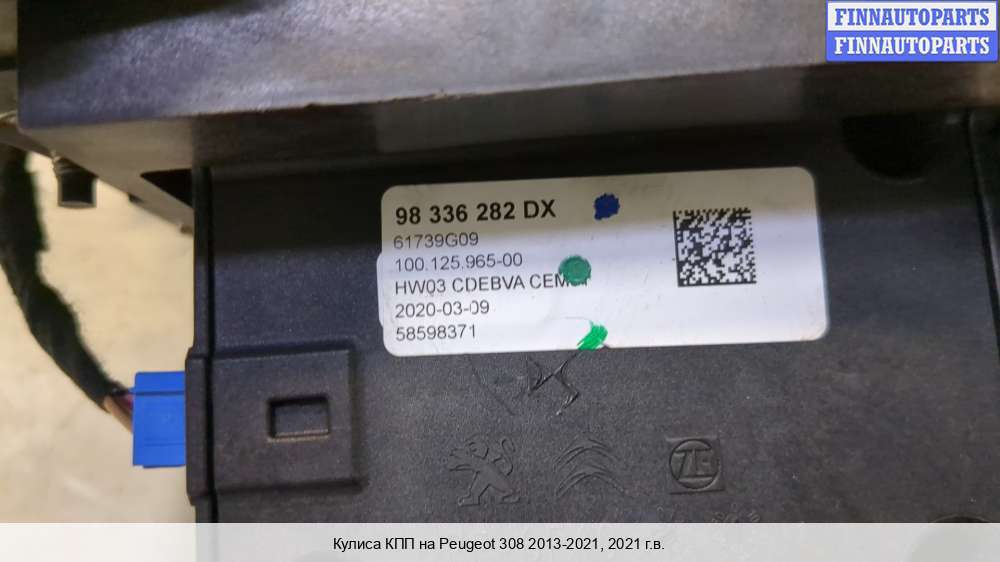 FINNAUTOPARTS
FINNAUTOPARTS
98 336 282 DX
61739G09
100.125.965-00
HW03 CDEBVA
2020-03-09
58598371
ZF
Кулиса КПП на Peugeot 308 2013-2021, 2021 г.в.